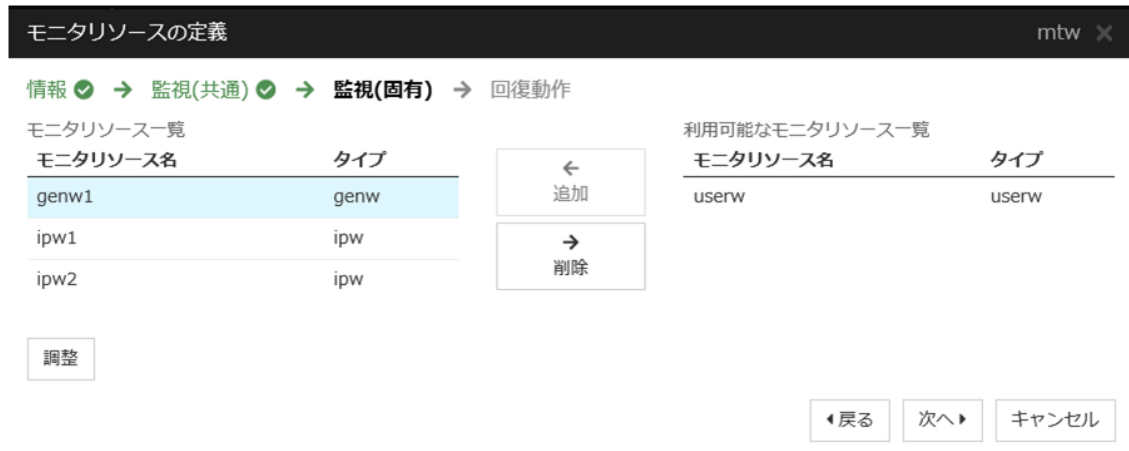 モニタリソースの定義 mtw ×
情報 → 監視(共通) → 監視(固有) → 回復動作
モニタリソース一覧
モニタリソース名 タイプ
genw1 genw
ipw1 ipw
ipw2 ipw
←
追加
→
削除
利用可能なモニタリソース一覧
モニタリソース名 タイプ
userw userw
調整
戻る 次へ キャンセル